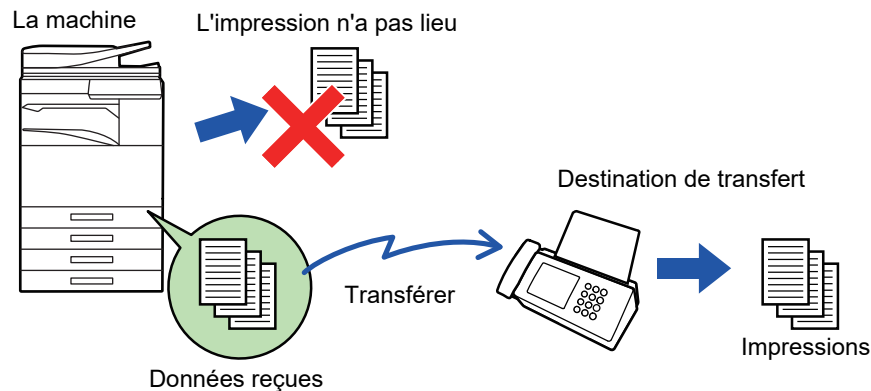 La machine
L'impression n'a pas lieu
Destination de transfert
Transférer
Impressions
Données reçues